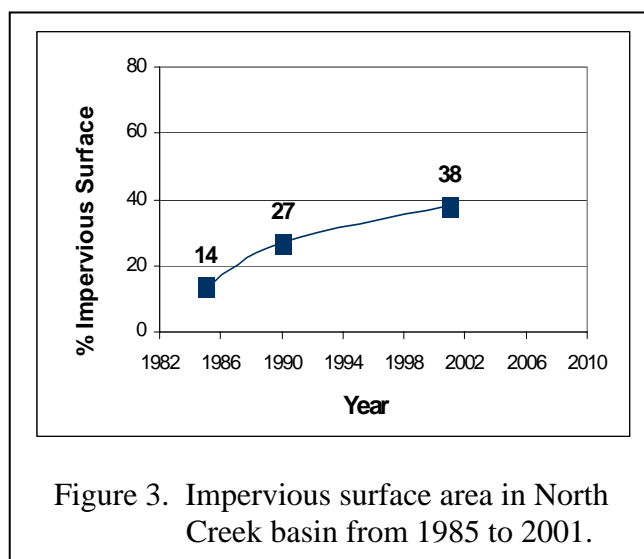 80
60
40
20
0
% Impervious Surface
14
27
38
1982 1986 1990 1994 1998 2002 2006 2010
Year
Figure 3. Impervious surface area in North
Creek basin from 1985 to 2001.